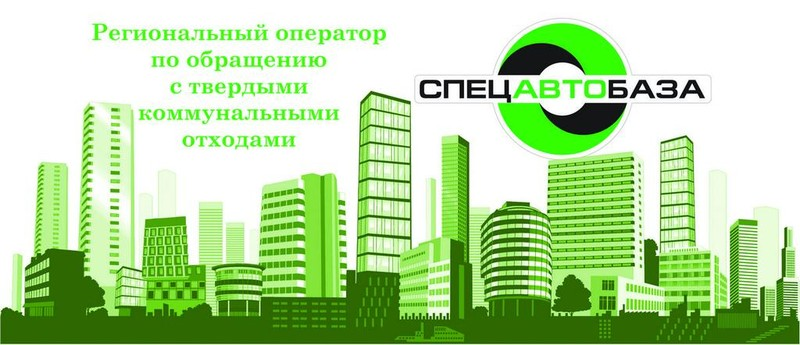 Региональный оператор
по обращению
с твердыми
коммунальными
отходами
СПЕЦАВТОБАЗА